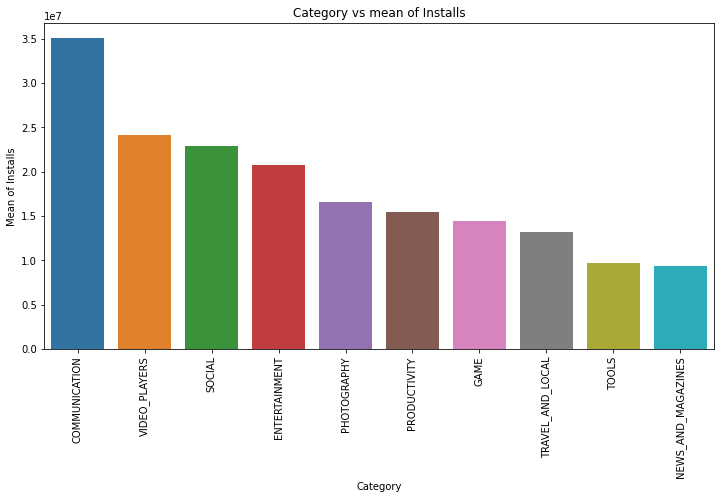 Category vs mean of Installs
1e7
3.5
3.0
2.5
2.0
1.5
1.0
0.5
0.0
Mean of Installs
COMMUNICATION
VIDEO_PLAYERS
SOCIAL
ENTERTAINMENT
PHOTOGRAPHY
PRODUCTIVITY
GAME
TRAVEL_AND_LOCAL
TOOLS
NEWS_AND_MAGAZINES
Category